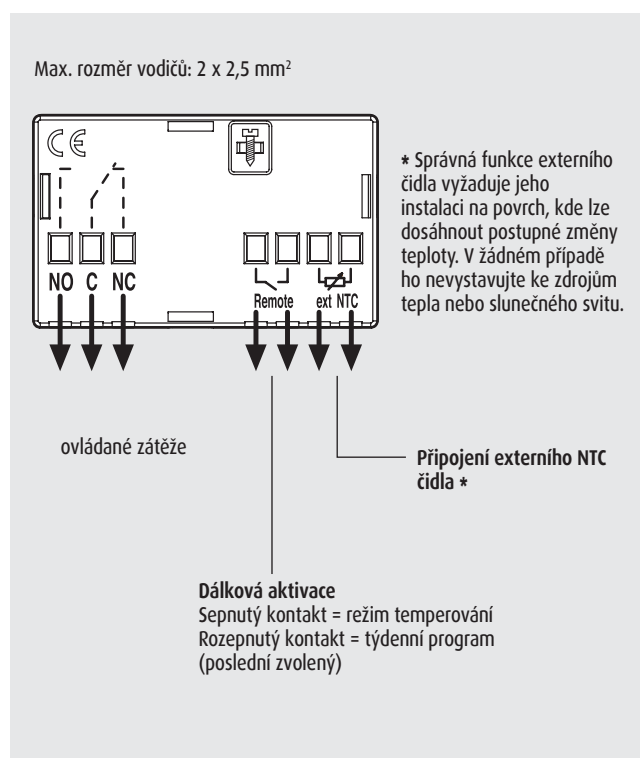 Max. rozměr vodičů: 2 x 2,5 mm²
CE
NO C NC
Remote ext NTC
* Správná funkce externího
čidla vyžaduje jeho
instalaci na povrch, kde lze
dosáhnout postupné změny
teploty. V žádném případě
ho nevystavujte ke zdrojům
tepla nebo slunečného svitu.
ovládané zátěže
Připojení externího NTC
čidla *
Dálková aktivace
Sepnutý kontakt = režim temperování
Rozepnutý kontakt = týdenní program
(poslední zvolený)